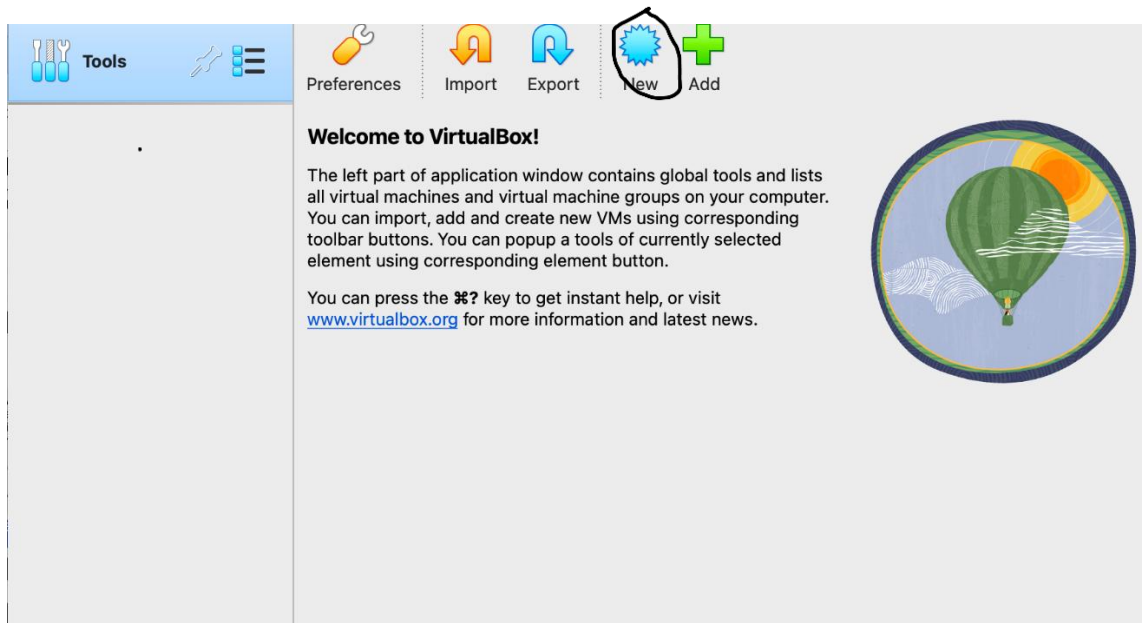 Tools
Preferences
Import
Export
New
Add
Welcome to VirtualBox!
The left part of application window contains global tools and lists
all virtual machines and virtual machine groups on your computer.
You can import, add and create new VMs using corresponding
toolbar buttons. You can popup a tools of currently selected
element using corresponding element button.
You can press the ⌘? key to get instant help, or visit
www.virtualbox.org for more information and latest news.